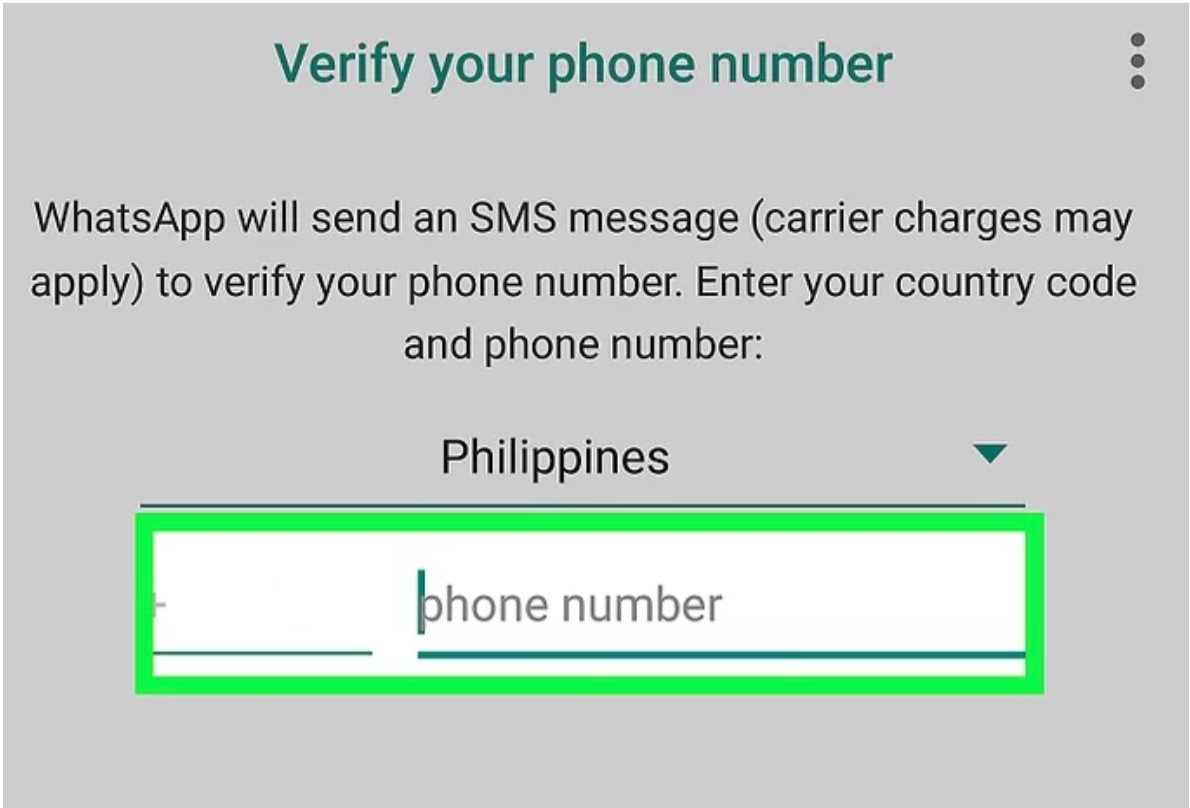 Verify your phone number
WhatsApp will send an SMS message (carrier charges may
apply) to verify your phone number. Enter your country code
and phone number:
Philippines
+ phone number